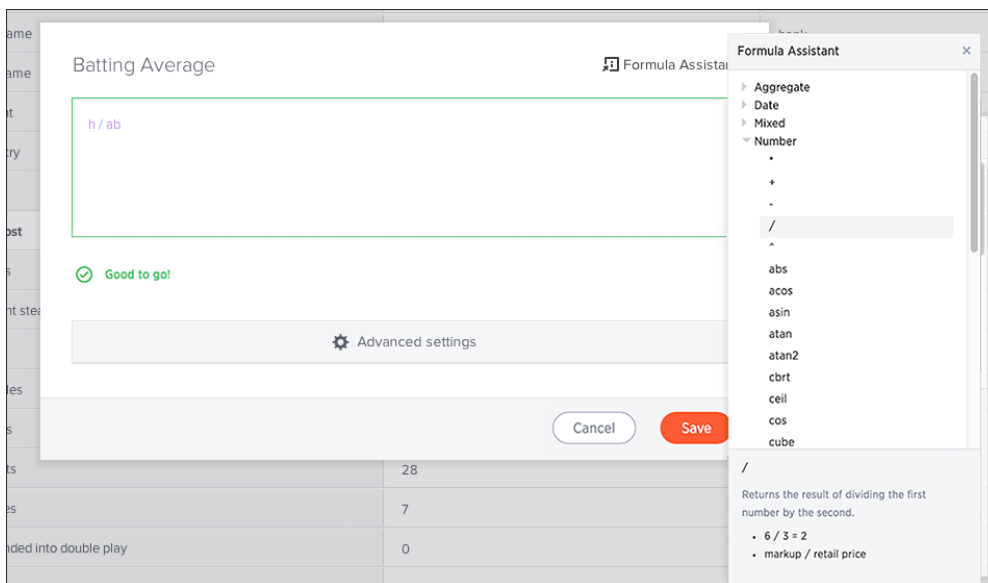 ame
Batting Average
Formula Assistan
Formula Assistant
×
ame
nt
h / ab
try
ost
s
nt stea
Good to go!
Advanced settings
les
s
Cancel
Save
ts
28
es
7
nded into double play
0
Aggregate
Date
Mixed
Number
*
+
-
/
^
abs
acos
asin
atan
atan2
cbrt
ceil
cos
cube
/
Returns the result of dividing the first
number by the second.
• 6 / 3 = 2
• markup / retail price